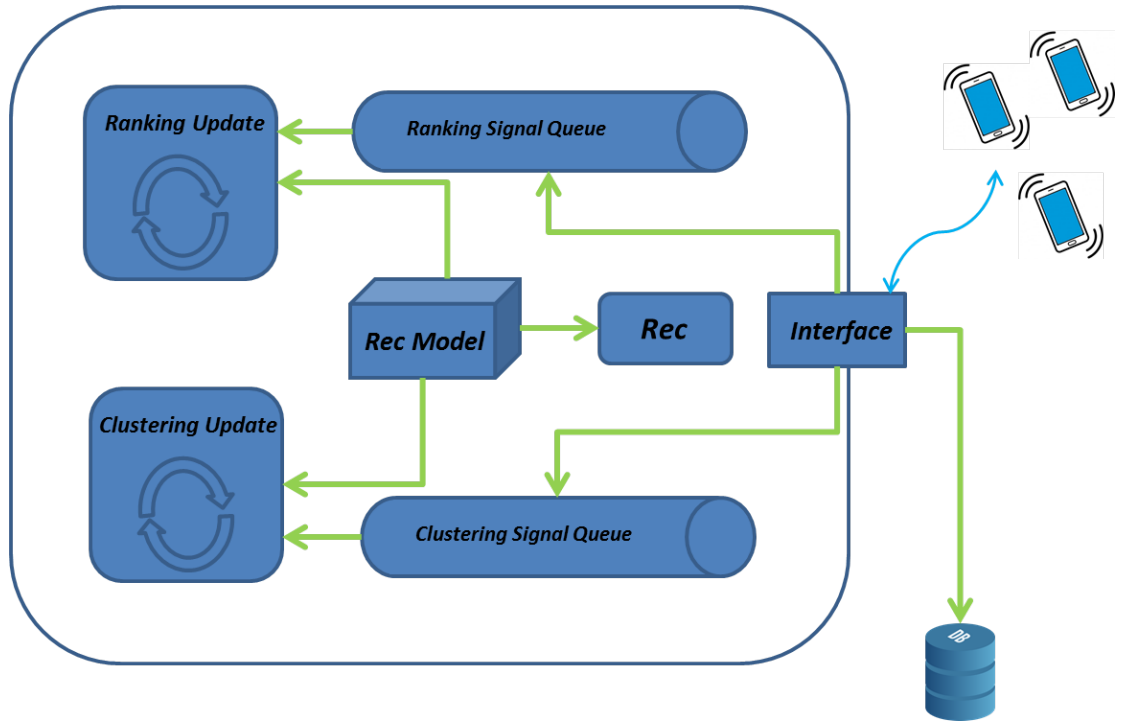 Ranking Update
Ranking Signal Queue
Rec Model
Rec
Interface
Clustering Update
Clustering Signal Queue
DB